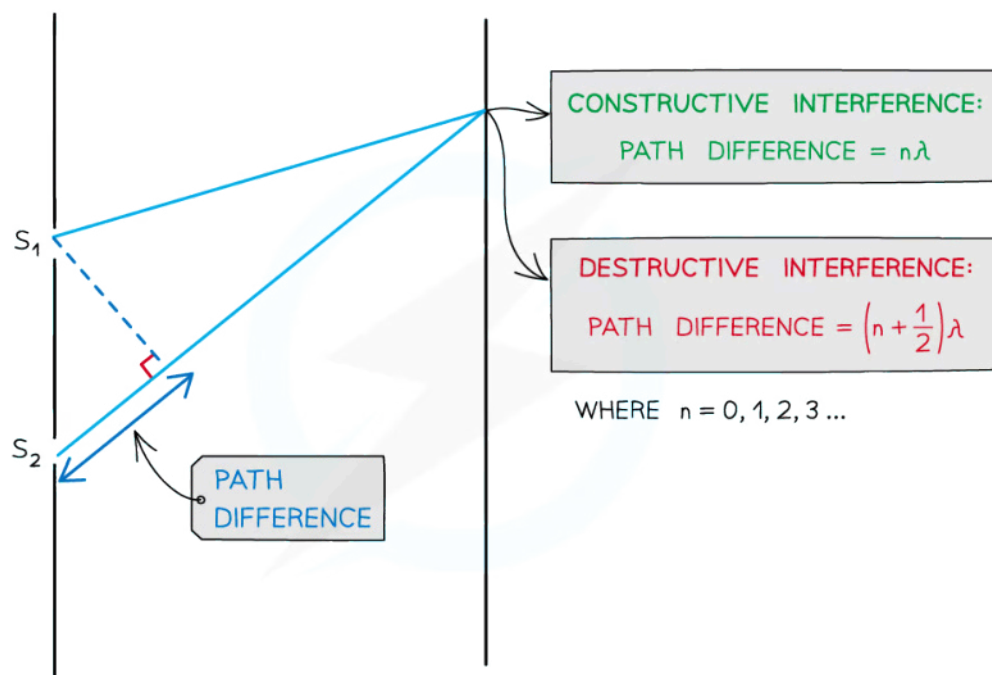 S₁
S₂
PATH
DIFFERENCE
CONSTRUCTIVE INTERFERENCE:
PATH DIFFERENCE = nλ
DESTRUCTIVE INTERFERENCE:
PATH DIFFERENCE = (n + 1/2)λ
WHERE n = 0, 1, 2, 3 ...